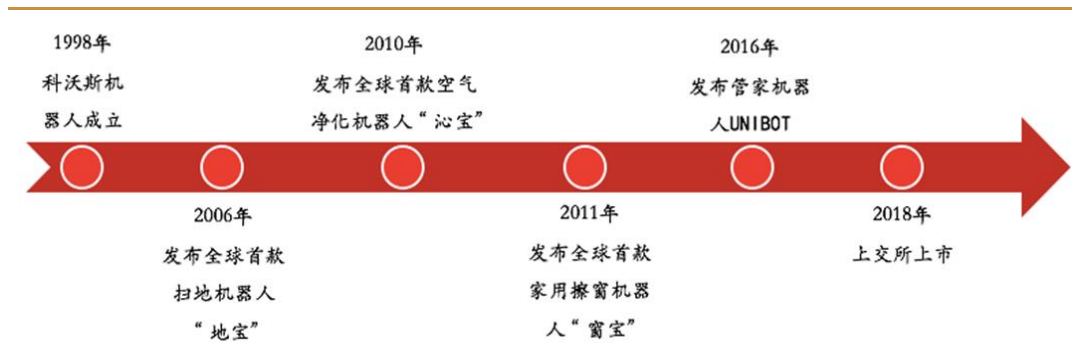 1998年
科沃斯机
器人成立
2006年
发布全球首款
扫地机器人
“地宝”
2010年
发布全球首款空气
净化机器人“沁宝”
2011年
发布全球首款
家用擦窗机器
人“窗宝”
2016年
发布管家机器
人UNIBOT
2018年
上交所上市